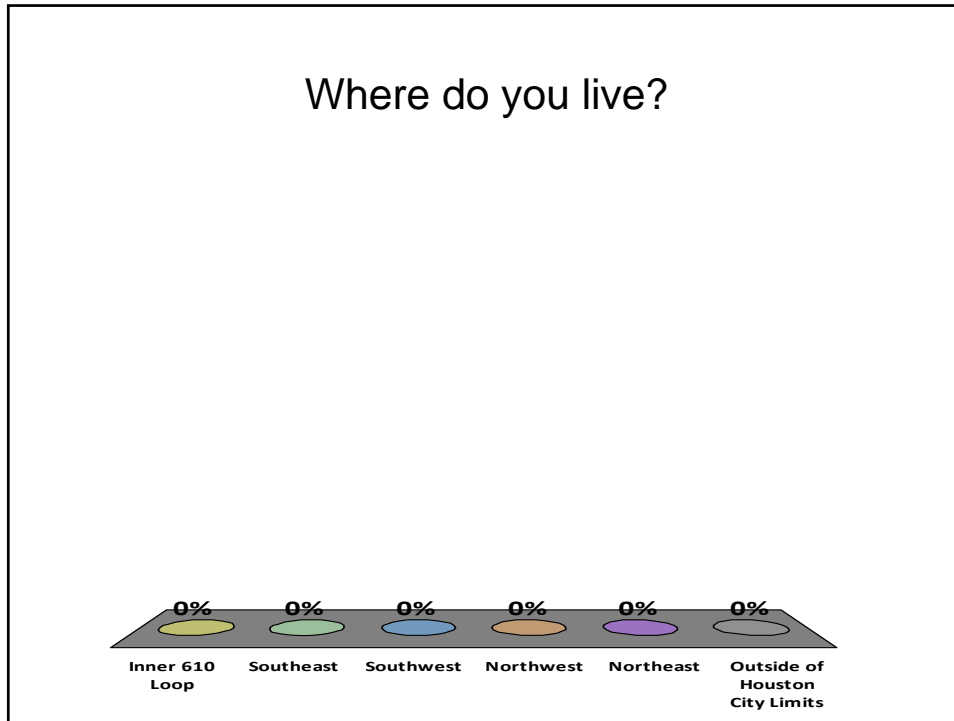 Where do you live?
0% 0% 0% 0% 0% 0%
Inner 610 Southeast Southwest Northwest Northeast Outside of
Loop Houston
City Limits